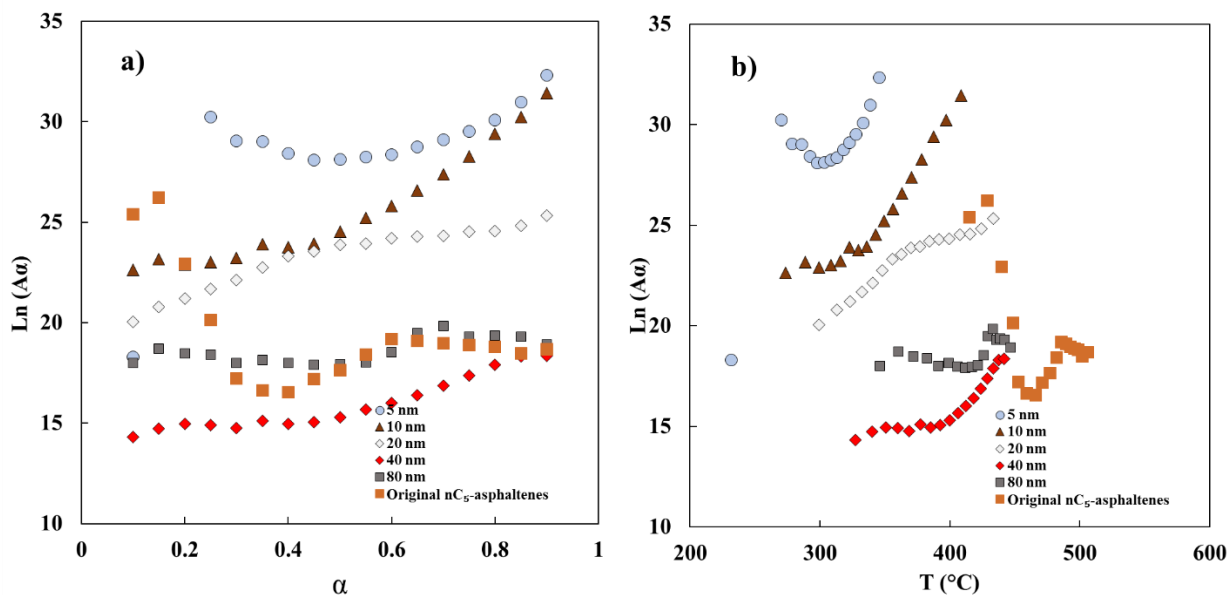 a)
35
30
25
20
15
10
Ln (Aα)
0
0.2
0.4
0.6
0.8
1
α
5 nm
10 nm
20 nm
40 nm
80 nm
Original nC₅-asphaltenes
b)
35
30
25
20
15
10
Ln (Aα)
200
300
400
500
600
T (°C)
5 nm
10 nm
20 nm
40 nm
80 nm
Original nC₅-asphaltenes